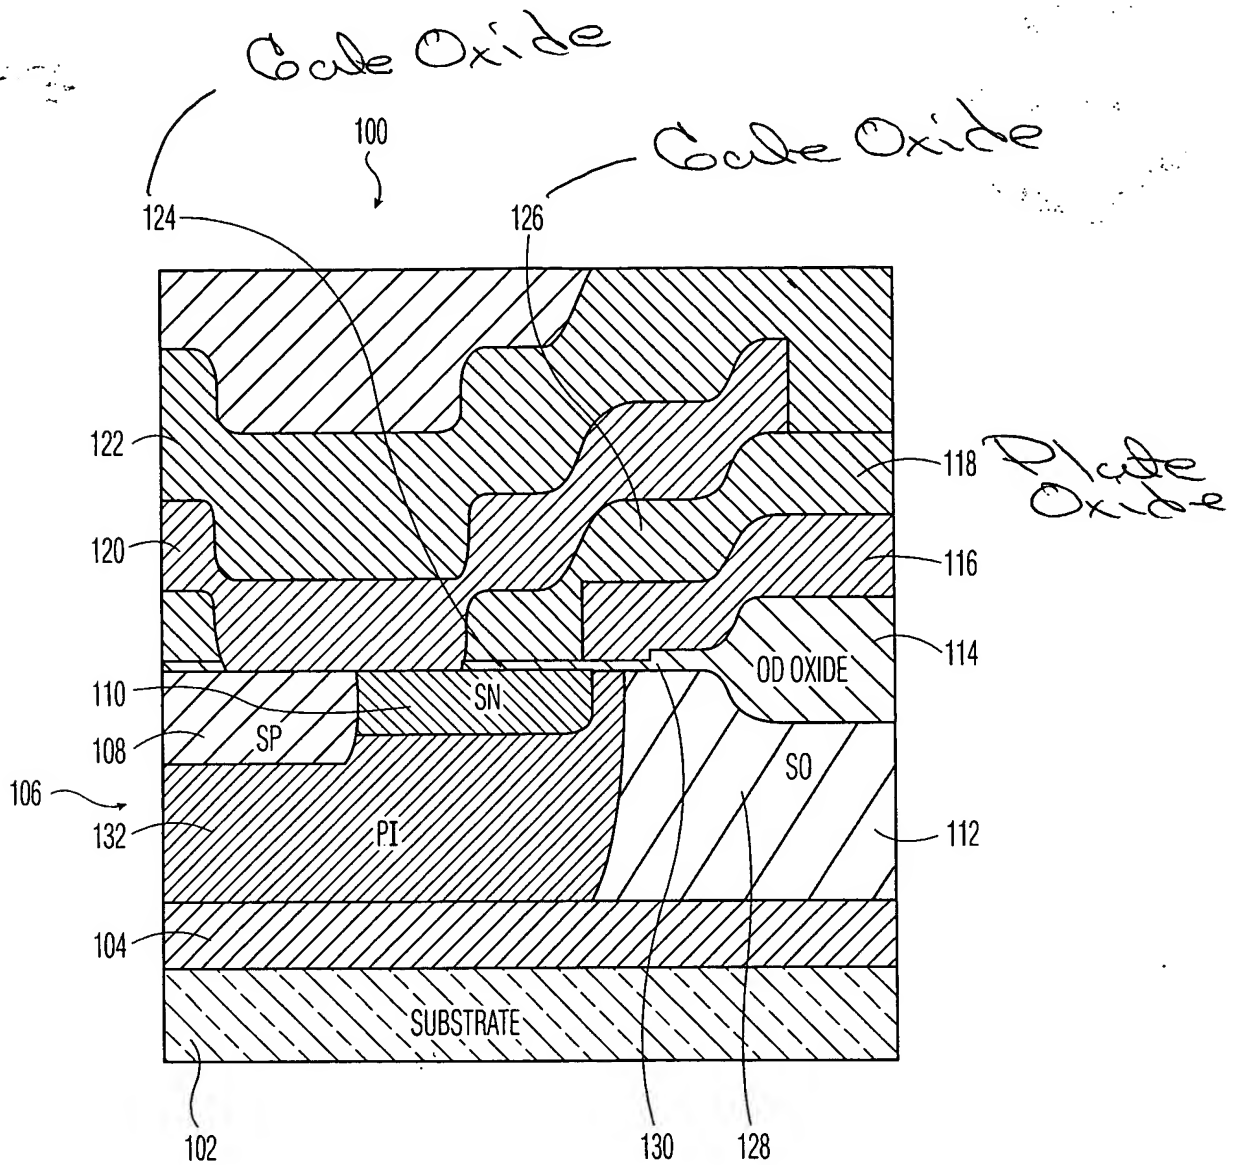 Gate Oxide
100
Gate Oxide
124
126
122
118
Plate
Oxide
120
116
114
OD OXIDE
110
SN
108
SP
SO
106
132
PI
112
104
SUBSTRATE
102
130
128